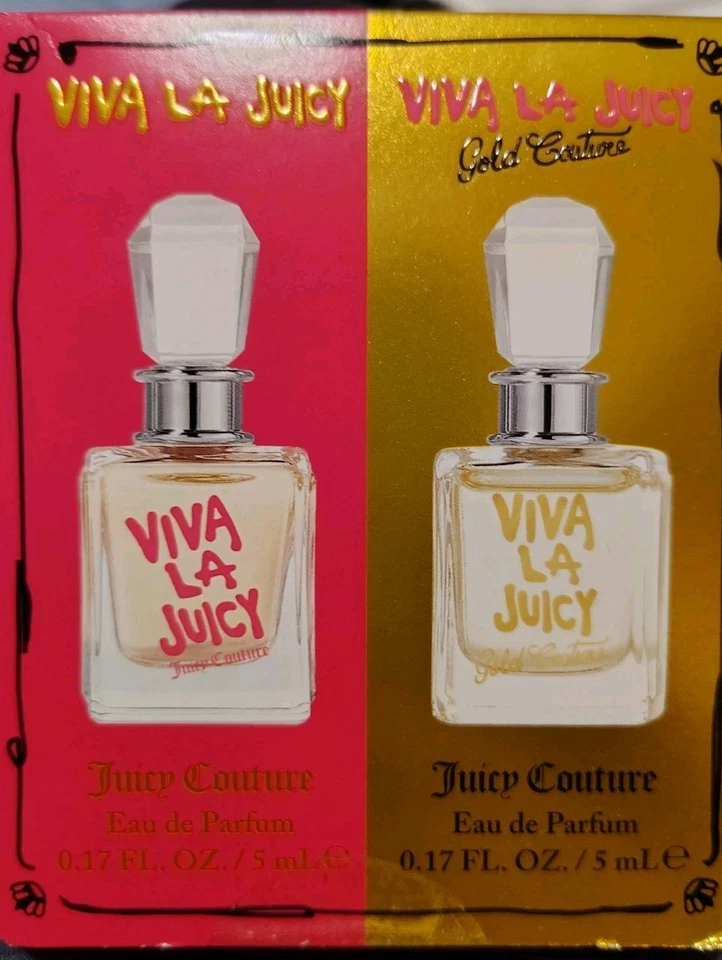 VIVA LA JUICY
VIVA
LA
JUICY
Juicy Couture
Juicy Couture
Eau de Parfum
0.17 FL. OZ. / 5 mL ℮
VIVA LA JUICY
Gold Couture
VIVA
LA
JUICY
Gold Couture
Juicy Couture
Eau de Parfum
0.17 FL. OZ. / 5 mL ℮